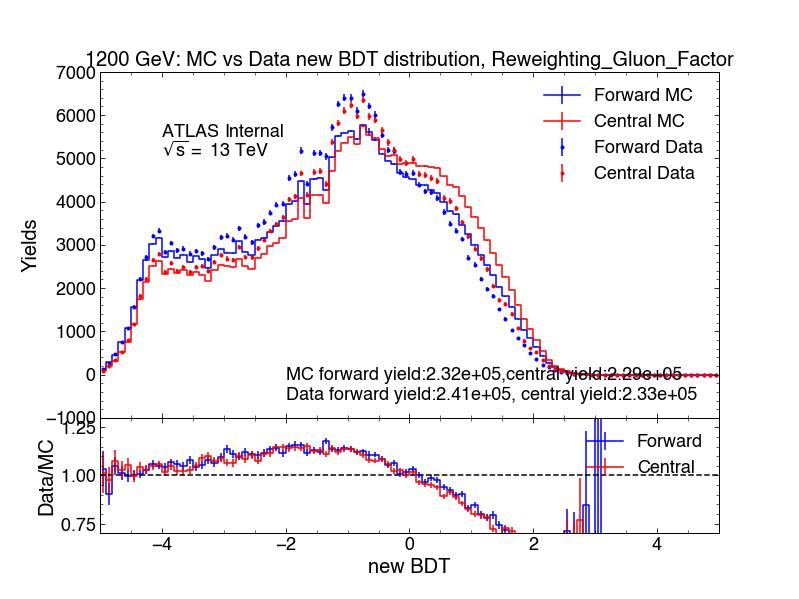 1200 GeV: MC vs Data new BDT distribution, Reweighting_Gluon_Factor
7000
6000
5000
4000
3000
2000
1000
0
−1000
Yields
ATLAS Internal
√s = 13 TeV
Forward MC
Central MC
Forward Data
Central Data
MC forward yield:2.32e+05,central yield:2.29e+05
Data forward yield:2.41e+05, central yield:2.33e+05
1.25
1.00
0.75
Data/MC
Forward
Central
−4 −2 0 2 4
new BDT